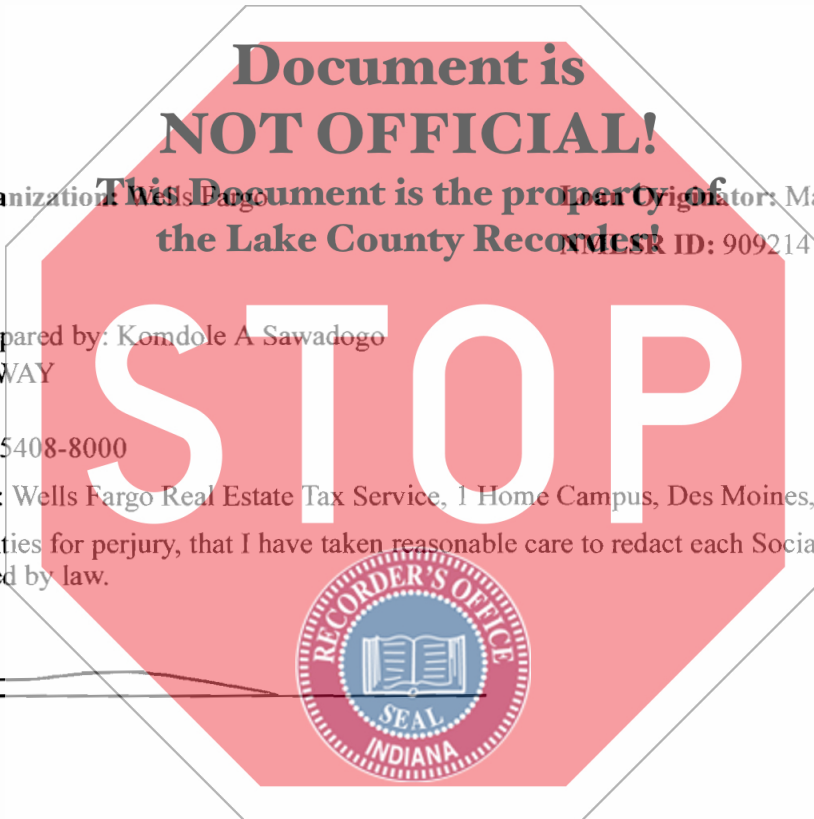 Document is
NOT OFFICIAL!
This Document is the property of
the Lake County Recorder!
anization: Wells Fargo Loan Originator: Ma
NMLSR ID: 909214
pared by: Komdole A Sawadogo
WAY
5408-8000
: Wells Fargo Real Estate Tax Service, 1 Home Campus, Des Moines,
ties for perjury, that I have taken reasonable care to redact each Socia
ed by law.
STOP
RECORDER'S OFFICE
SEAL
INDIANA